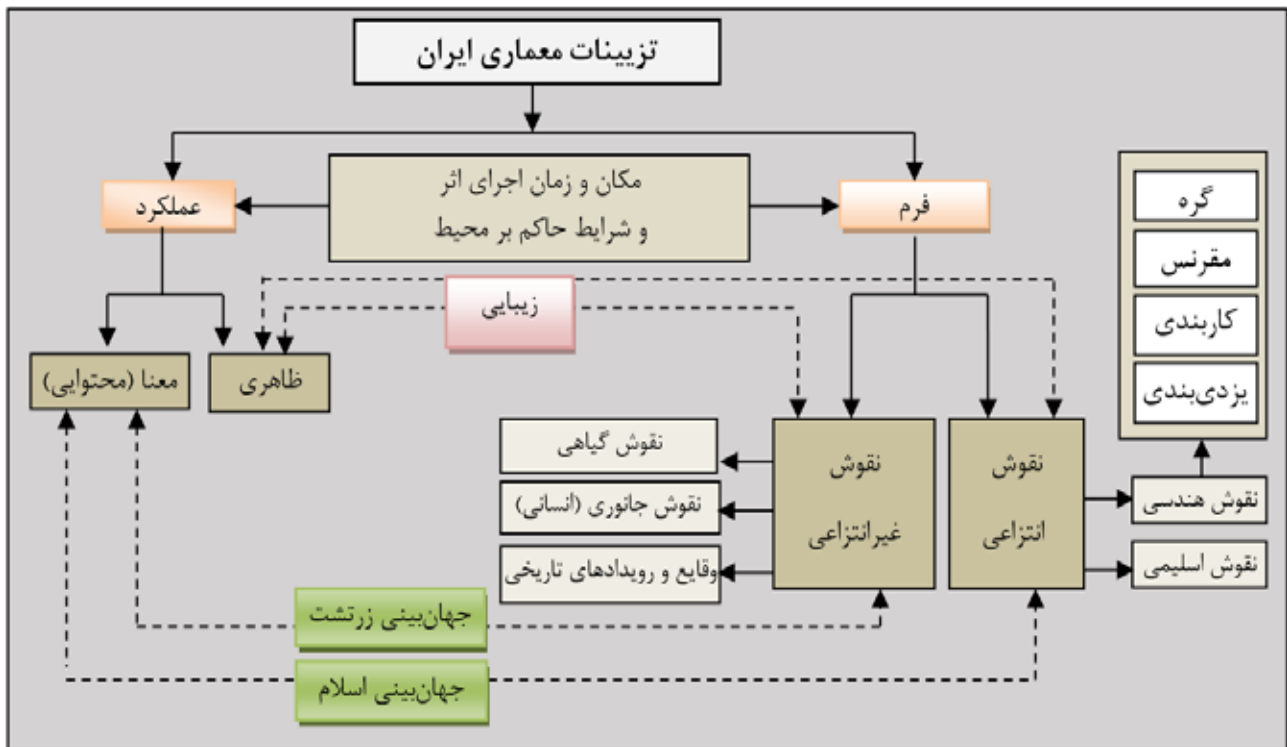 تزیینات معماری ایران
مکان و زمان اجرای اثر
و شرایط حاکم بر محیط
فرم
عملکرد
گره
مقرنس
کاربندی
یزدی‌بندی
زیبایی
ظاهری
معنا (محتوایی)
نقوش
انتزاعی
نقوش
غیرانتزاعی
نقوش هندسی
نقوش اسلیمی
نقوش گیاهی
نقوش جانوری (انسانی)
وقایع و رویدادهای تاریخی
جهان‌بینی زرتشت
جهان‌بینی اسلام